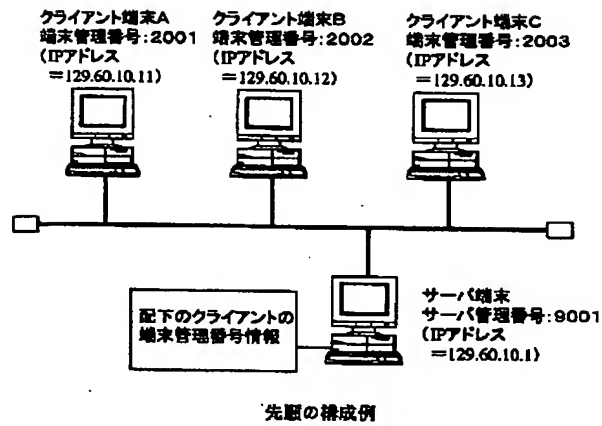 クライアント端末A
端末管理番号:2001
(IPアドレス
=129.60.10.11)
クライアント端末B
端末管理番号:2002
(IPアドレス
=129.60.10.12)
クライアント端末C
端末管理番号:2003
(IPアドレス
=129.60.10.13)
配下のクライアントの
端末管理番号情報
サーバ端末
サーバ管理番号:9001
(IPアドレス
=129.60.10.1)
先願の構成例